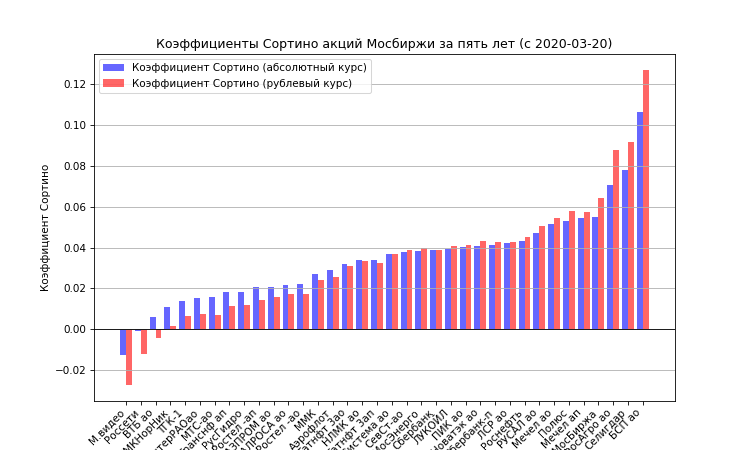 Коэффициенты Сортино акций Мосбиржи за пять лет (с 2020-03-20)
Коэффициент Сортино (абсолютный курс)
Коэффициент Сортино (рублевый курс)
Коэффициент Сортино
0.12
0.10
0.08
0.06
0.04
0.02
0.00
−0.02
М.видео
Россети
ВТБ ао
ТГК-1
МТС-ао
Ростел -ап
Ростел -ао
ММК
Аэрофлот
НЛМК ао
СевСт-ао
Сбербанк
ЛУКОЙЛ
ПИК ао
ЛСР ао
Роснефть
РУСАЛ ао
Мечел ао
Полюс
Мечел ап
МосБиржа
Селигдар
БСП ао